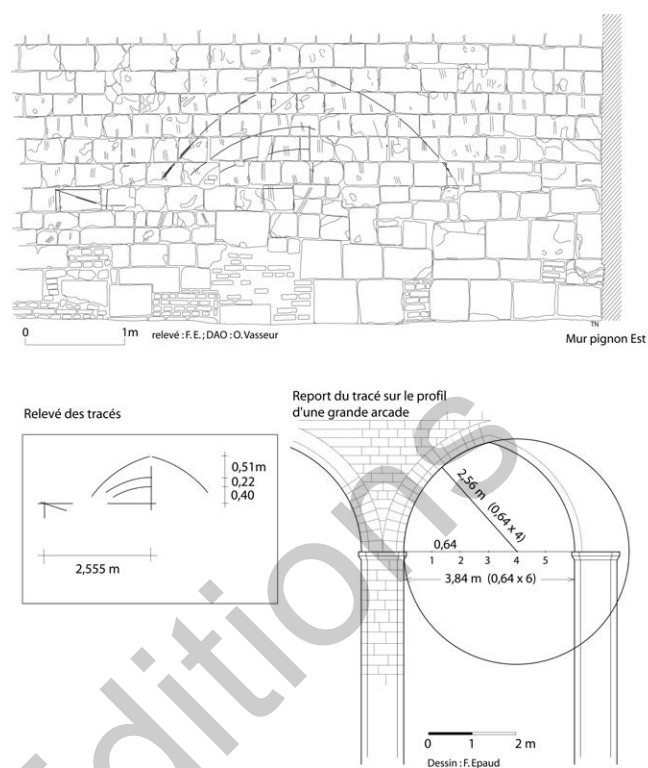 0 1m relevé : F. E. ; DAO : O. Vasseur
TN
Mur pignon Est
Relevé des tracés
0,51m
0,22
0,40
2,555 m
Report du tracé sur le profil
d'une grande arcade
2,56 m (0,64 x 4)
0,64
1 2 3 4 5
3,84 m (0,64 x 6)
0 1 2 m
Dessin : F. Epaud
ditions